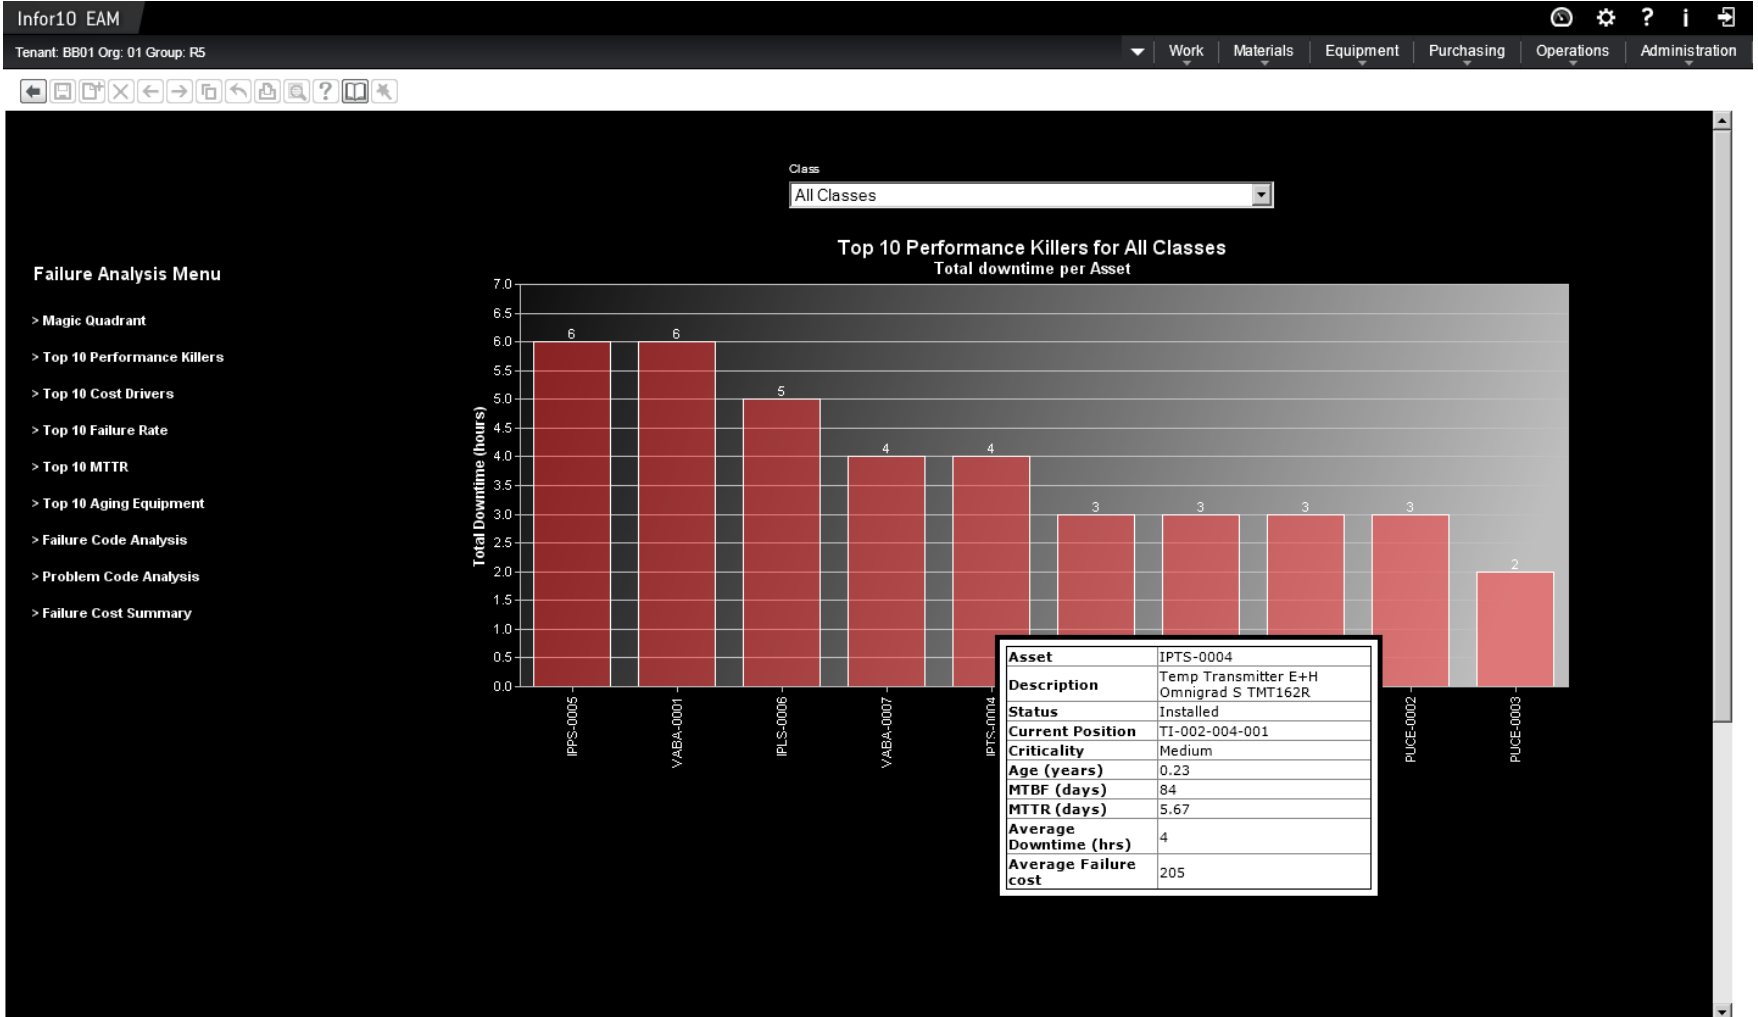 Infor10 EAM
Tenant: BB01 Org: 01 Group: R5
Work
Materials
Equipment
Purchasing
Operations
Administration
Class
All Classes
Failure Analysis Menu
> Magic Quadrant
> Top 10 Performance Killers
> Top 10 Cost Drivers
> Top 10 Failure Rate
> Top 10 MTTR
> Top 10 Aging Equipment
> Failure Code Analysis
> Problem Code Analysis
> Failure Cost Summary
Top 10 Performance Killers for All Classes
Total downtime per Asset
Total Downtime (hours)
7.0
6.5
6.0
5.5
5.0
4.5
4.0
3.5
3.0
2.5
2.0
1.5
1.0
0.5
0.0
6
6
5
4
4
3
3
3
3
2
IPPS-0005
VABA-0001
IPLS-0006
VABA-0007
IPTS-0004
PUCE-0002
PUCE-0003
Asset IPTS-0004
Description Temp Transmitter E+H
Omnigrad S TMT162R
Status Installed
Current Position TI-002-004-001
Criticality Medium
Age (years) 0.23
MTBF (days) 84
MTTR (days) 5.67
Average
Downtime (hrs) 4
Average Failure
cost 205